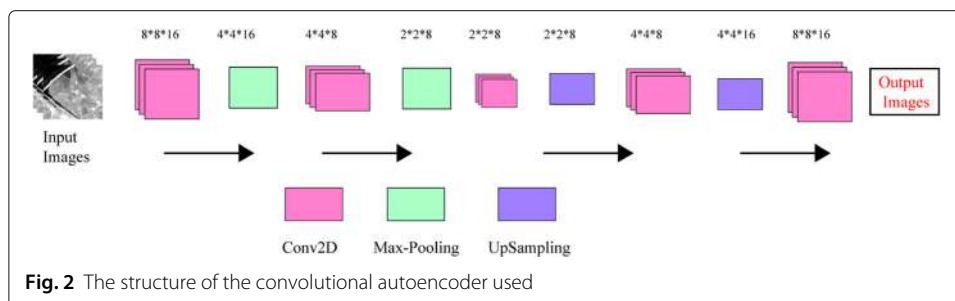 8*8*16 4*4*16 4*4*8 2*2*8 2*2*8 2*2*8 4*4*8 4*4*16 8*8*16
Input
Images
Output
Images
Conv2D Max-Pooling UpSampling
Fig. 2 The structure of the convolutional autoencoder used